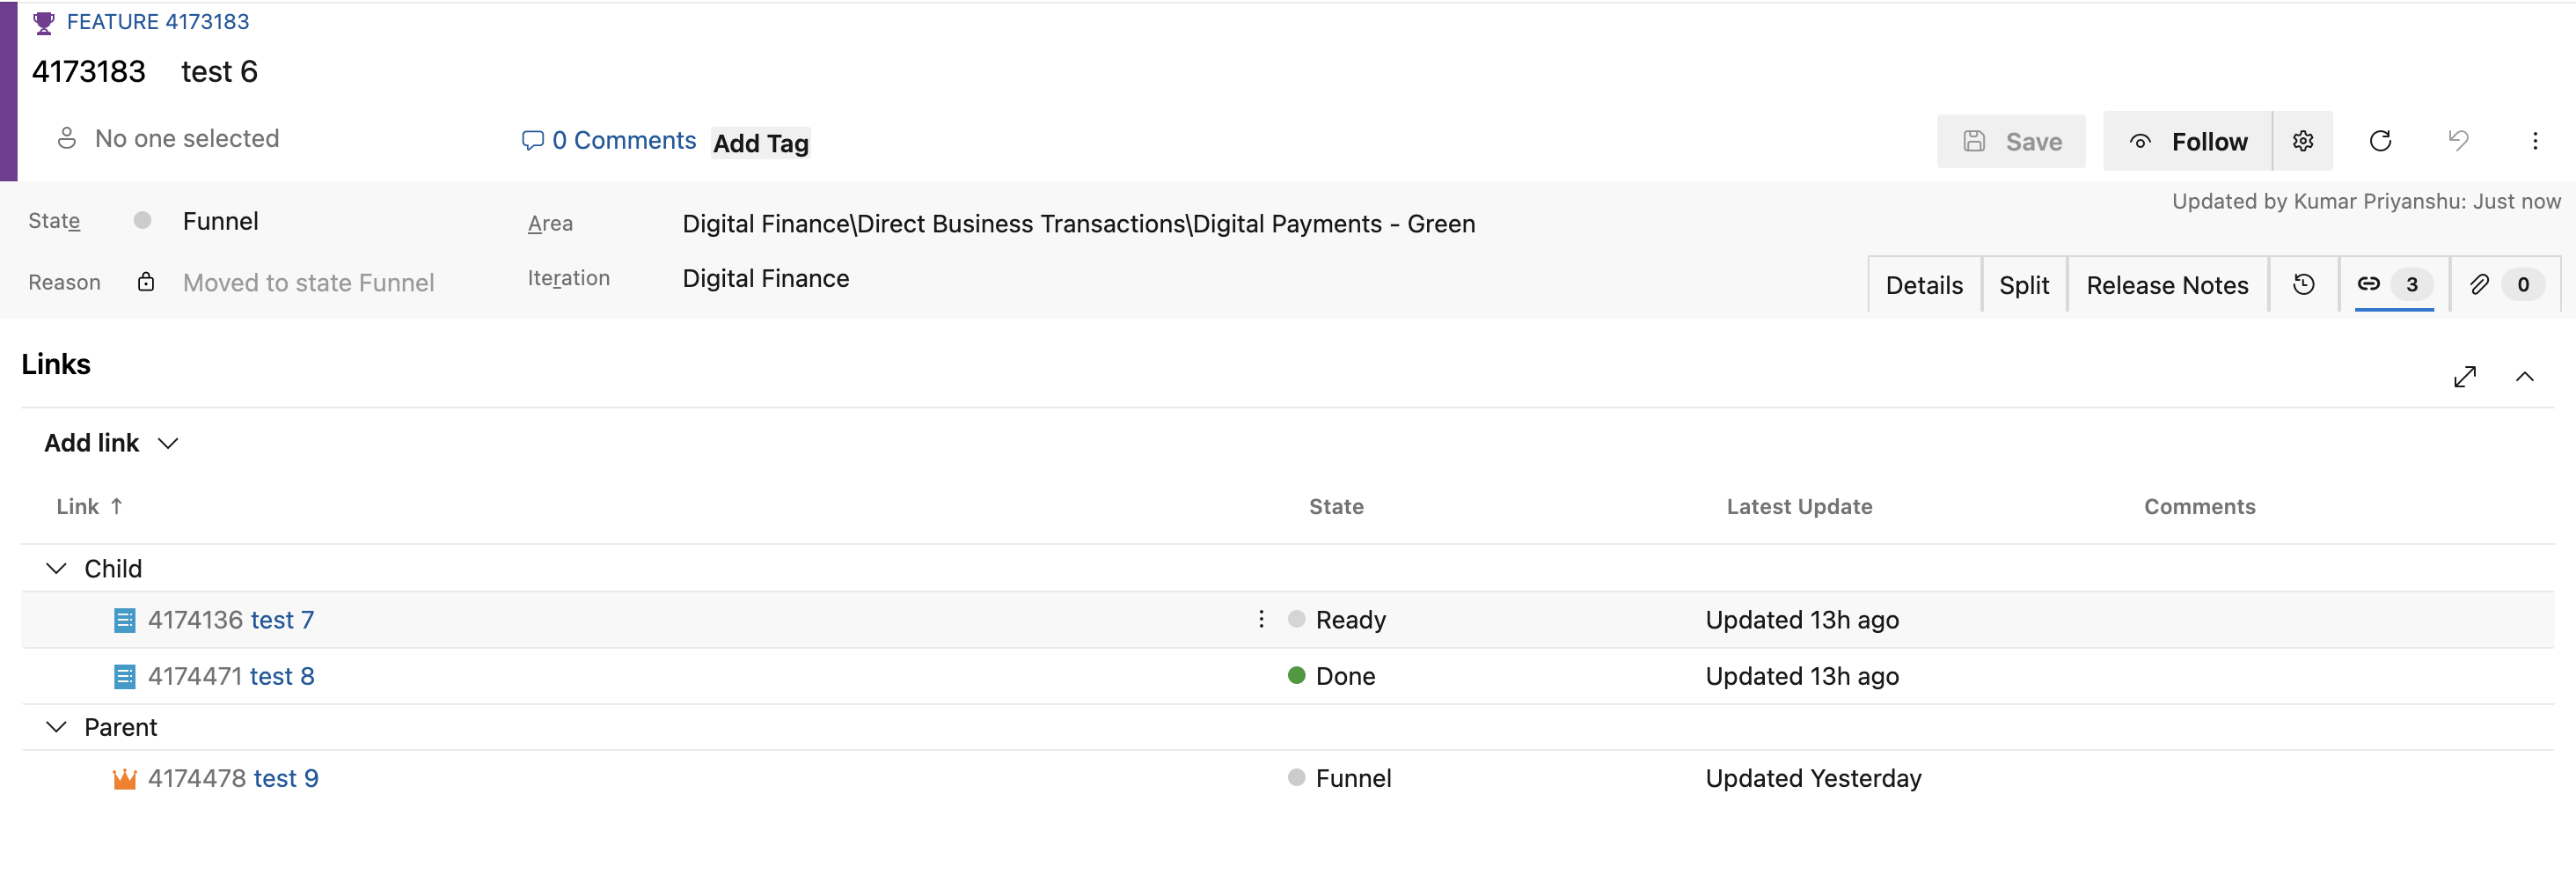 FEATURE 4173183
4173183 test 6
No one selected
0 Comments
Add Tag
Save
Follow
Updated by Kumar Priyanshu: Just now
State Funnel
Area Digital Finance\Direct Business Transactions\Digital Payments - Green
Reason Moved to state Funnel
Iteration Digital Finance
Details
Split
Release Notes
3
0
Links
Add link
Link ↑ State Latest Update Comments
Child
4174136 test 7 Ready Updated 13h ago
4174471 test 8 Done Updated 13h ago
Parent
4174478 test 9 Funnel Updated Yesterday